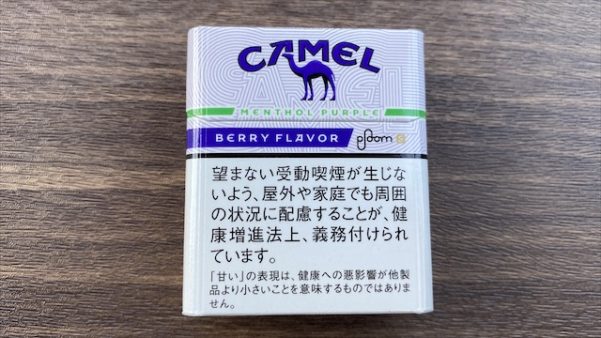 CAMEL
MENTHOL PURPLE
BERRY FLAVOR ploom
望まない受動喫煙が生じな
いよう、屋外や家庭でも周囲
の状況に配慮することが、健
康増進法上、義務付けられ
ています。
「甘い」の表現は、健康への悪影響が他製
品より小さいことを意味するものではありま
せん。